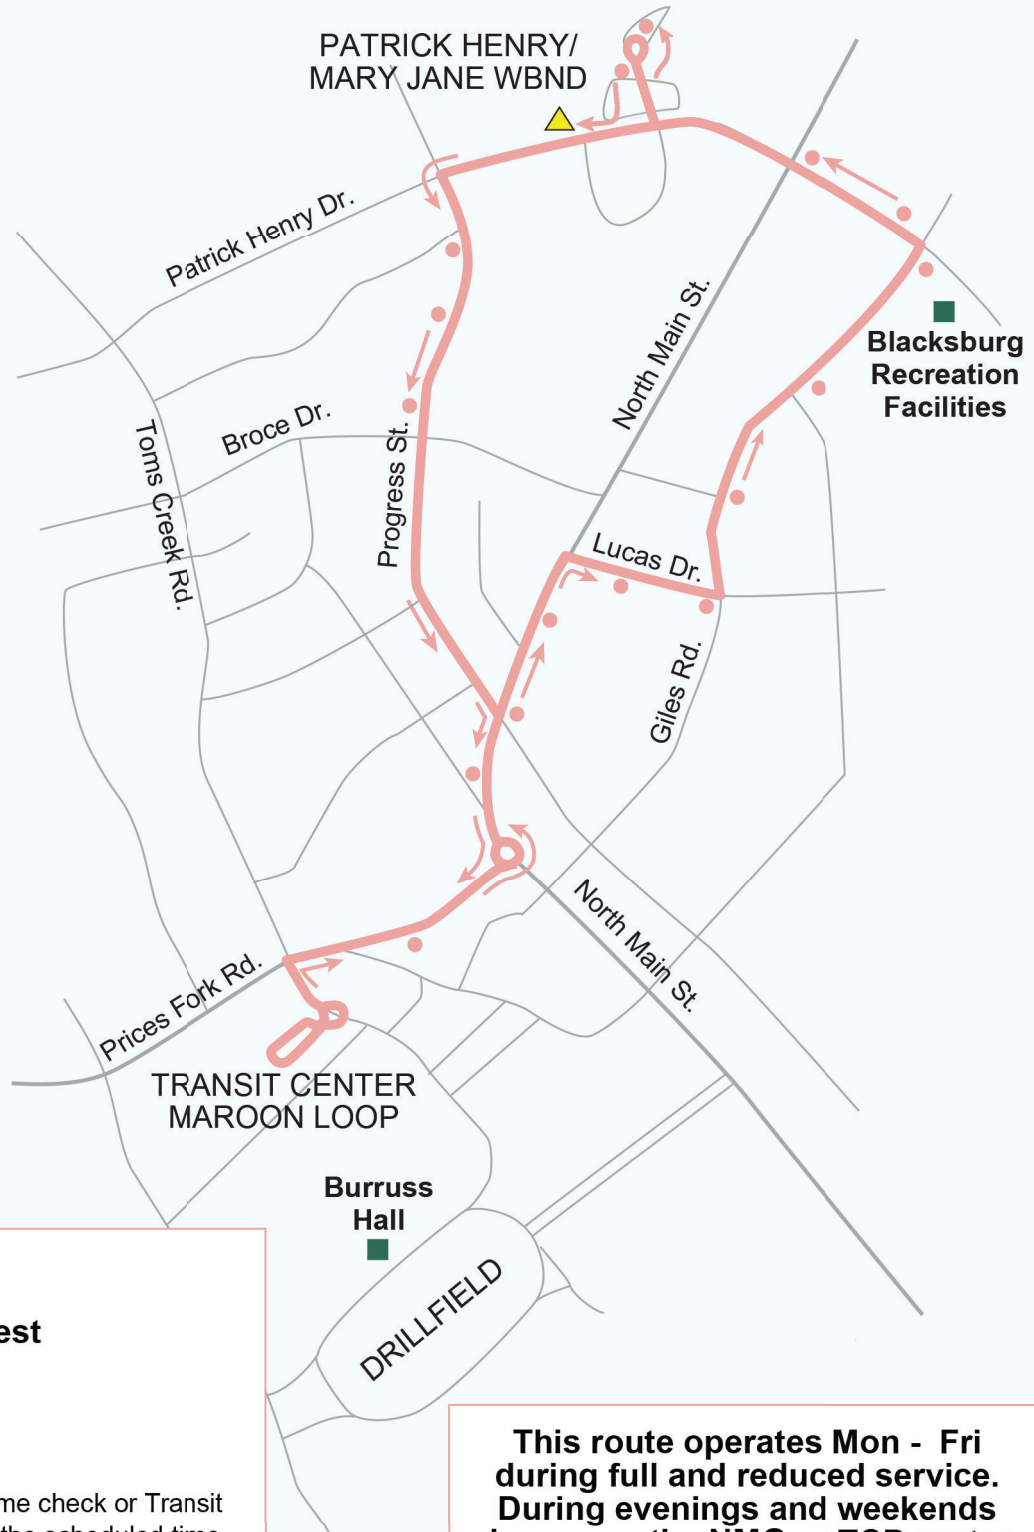 PATRICK HENRY/
MARY JANE WBND
Patrick Henry Dr.
North Main St.
Blacksburg
Recreation
Facilities
Broce Dr.
Toms Creek Rd.
Progress St.
Lucas Dr.
Giles Rd.
North Main St.
Prices Fork Rd.
TRANSIT CENTER
MAROON LOOP
Burruss
Hall
DRILLFIELD
est
me check or Transit
the scheduled time
This route operates Mon - Fri
during full and reduced service.
During evenings and weekends